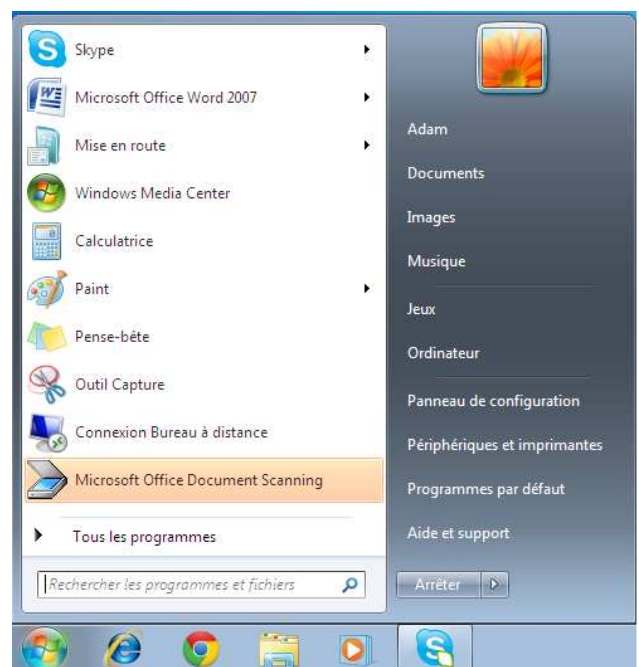 Skype
Microsoft Office Word 2007
Mise en route
Windows Media Center
Calculatrice
Paint
Pense-bête
Outil Capture
Connexion Bureau à distance
Microsoft Office Document Scanning
Tous les programmes
Rechercher les programmes et fichiers
Adam
Documents
Images
Musique
Jeux
Ordinateur
Panneau de configuration
Périphériques et imprimantes
Programmes par défaut
Aide et support
Arrêter